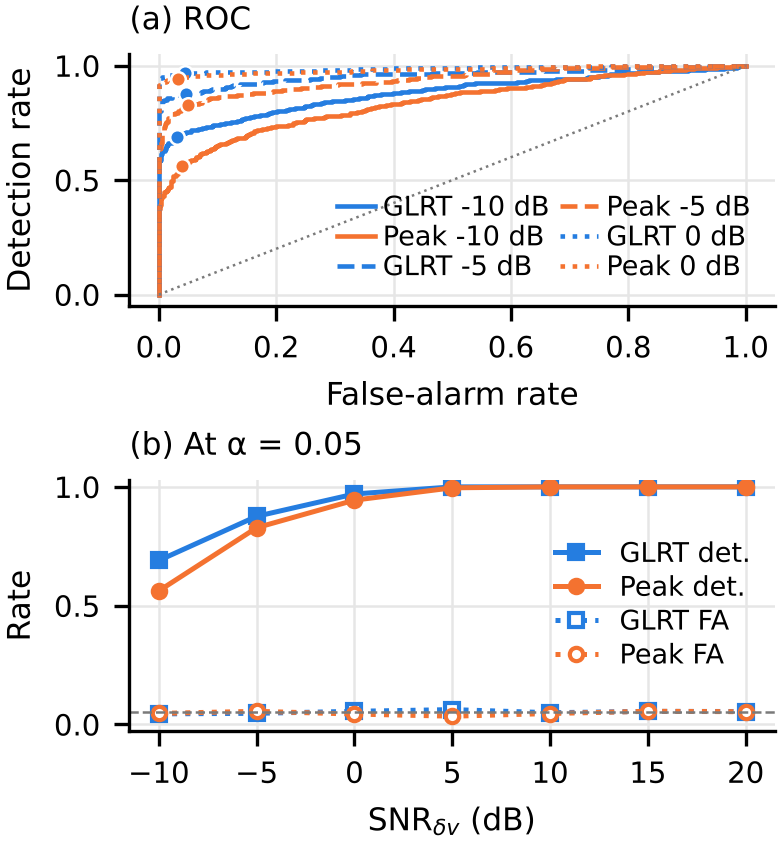 (a) ROC
Detection rate
1.0
0.5
0.0
GLRT -10 dB
Peak -10 dB
GLRT -5 dB
Peak -5 dB
GLRT 0 dB
Peak 0 dB
0.0 0.2 0.4 0.6 0.8 1.0
False-alarm rate
(b) At α = 0.05
Rate
1.0
0.5
0.0
GLRT det.
Peak det.
GLRT FA
Peak FA
−10 −5 0 5 10 15 20
SNR𝛿𝑣 (dB)